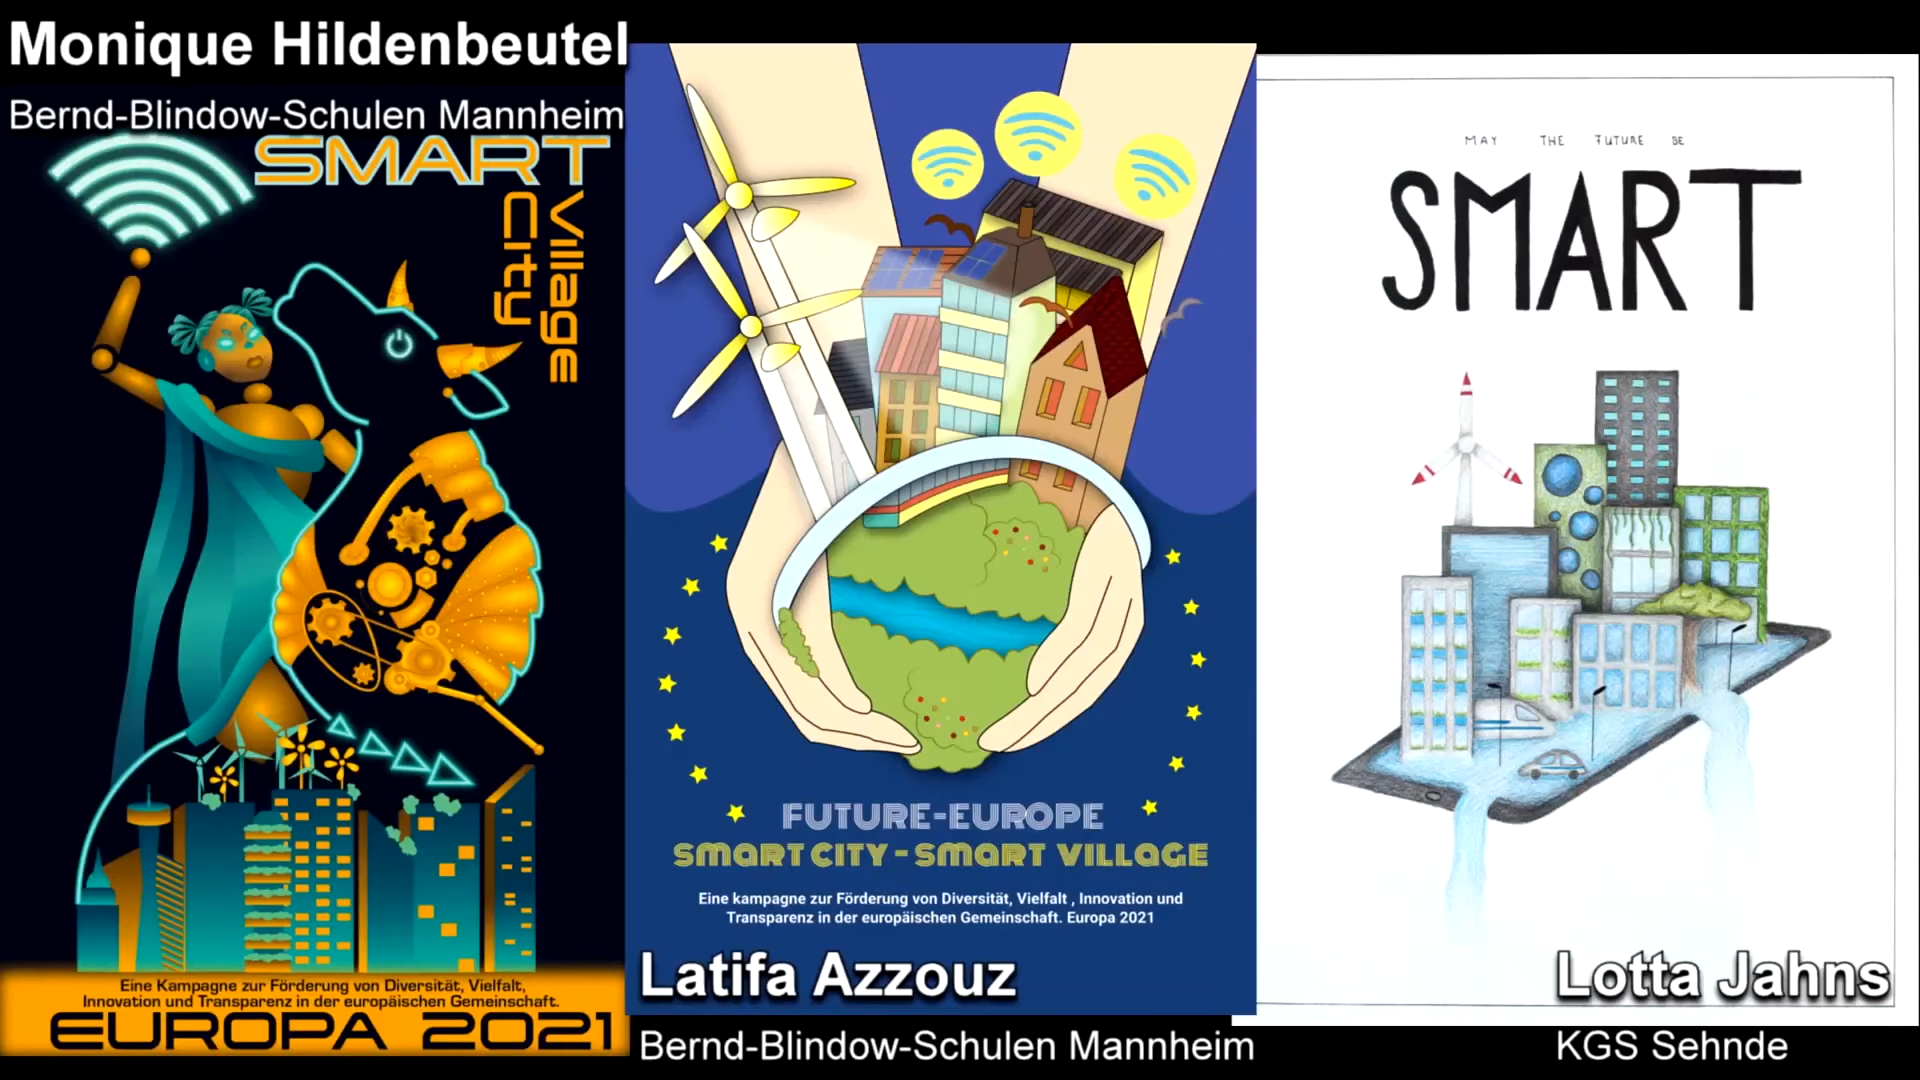 Monique Hildenbeutel
Bernd-Blindow-Schulen Mannheim
SMART
Village
City
Eine Kampagne zur Förderung von Diversität, Vielfalt,
Innovation und Transparenz in der europäischen Gemeinschaft.
EUROPA 2021
FUTURE-EUROPE
SMART CITY - SMART VILLAGE
Eine kampagne zur Förderung von Diversität, Vielfalt , Innovation und
Transparenz in der europäischen Gemeinschaft. Europa 2021
Latifa Azzouz
Bernd-Blindow-Schulen Mannheim
MAY THE FUTURE BE
SMART
Lotta Jahns
KGS Sehnde